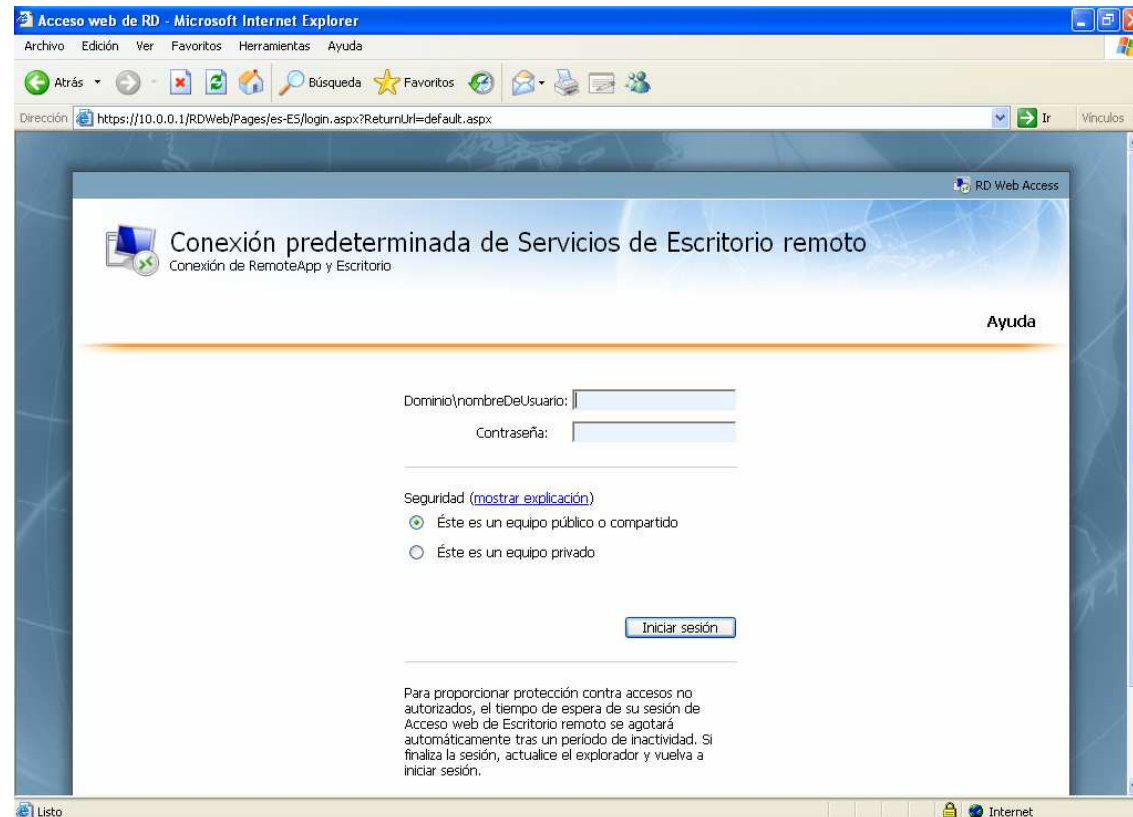 Acceso web de RD - Microsoft Internet Explorer
Archivo Edición Ver Favoritos Herramientas Ayuda
Atrás Búsqueda Favoritos
Dirección https://10.0.0.1/RDWeb/Pages/es-ES/login.aspx?ReturnUrl=default.aspx Ir Vínculos
RD Web Access
Conexión predeterminada de Servicios de Escritorio remoto
Conexión de RemoteApp y Escritorio
Ayuda
Dominio\nombreDeUsuario:
Contraseña:
Seguridad (mostrar explicación)
Éste es un equipo público o compartido
Éste es un equipo privado
Iniciar sesión
Para proporcionar protección contra accesos no
autorizados, el tiempo de espera de su sesión de
Acceso web de Escritorio remoto se agotará
automáticamente tras un período de inactividad. Si
finaliza la sesión, actualice el explorador y vuelva a
iniciar sesión.
Listo Internet